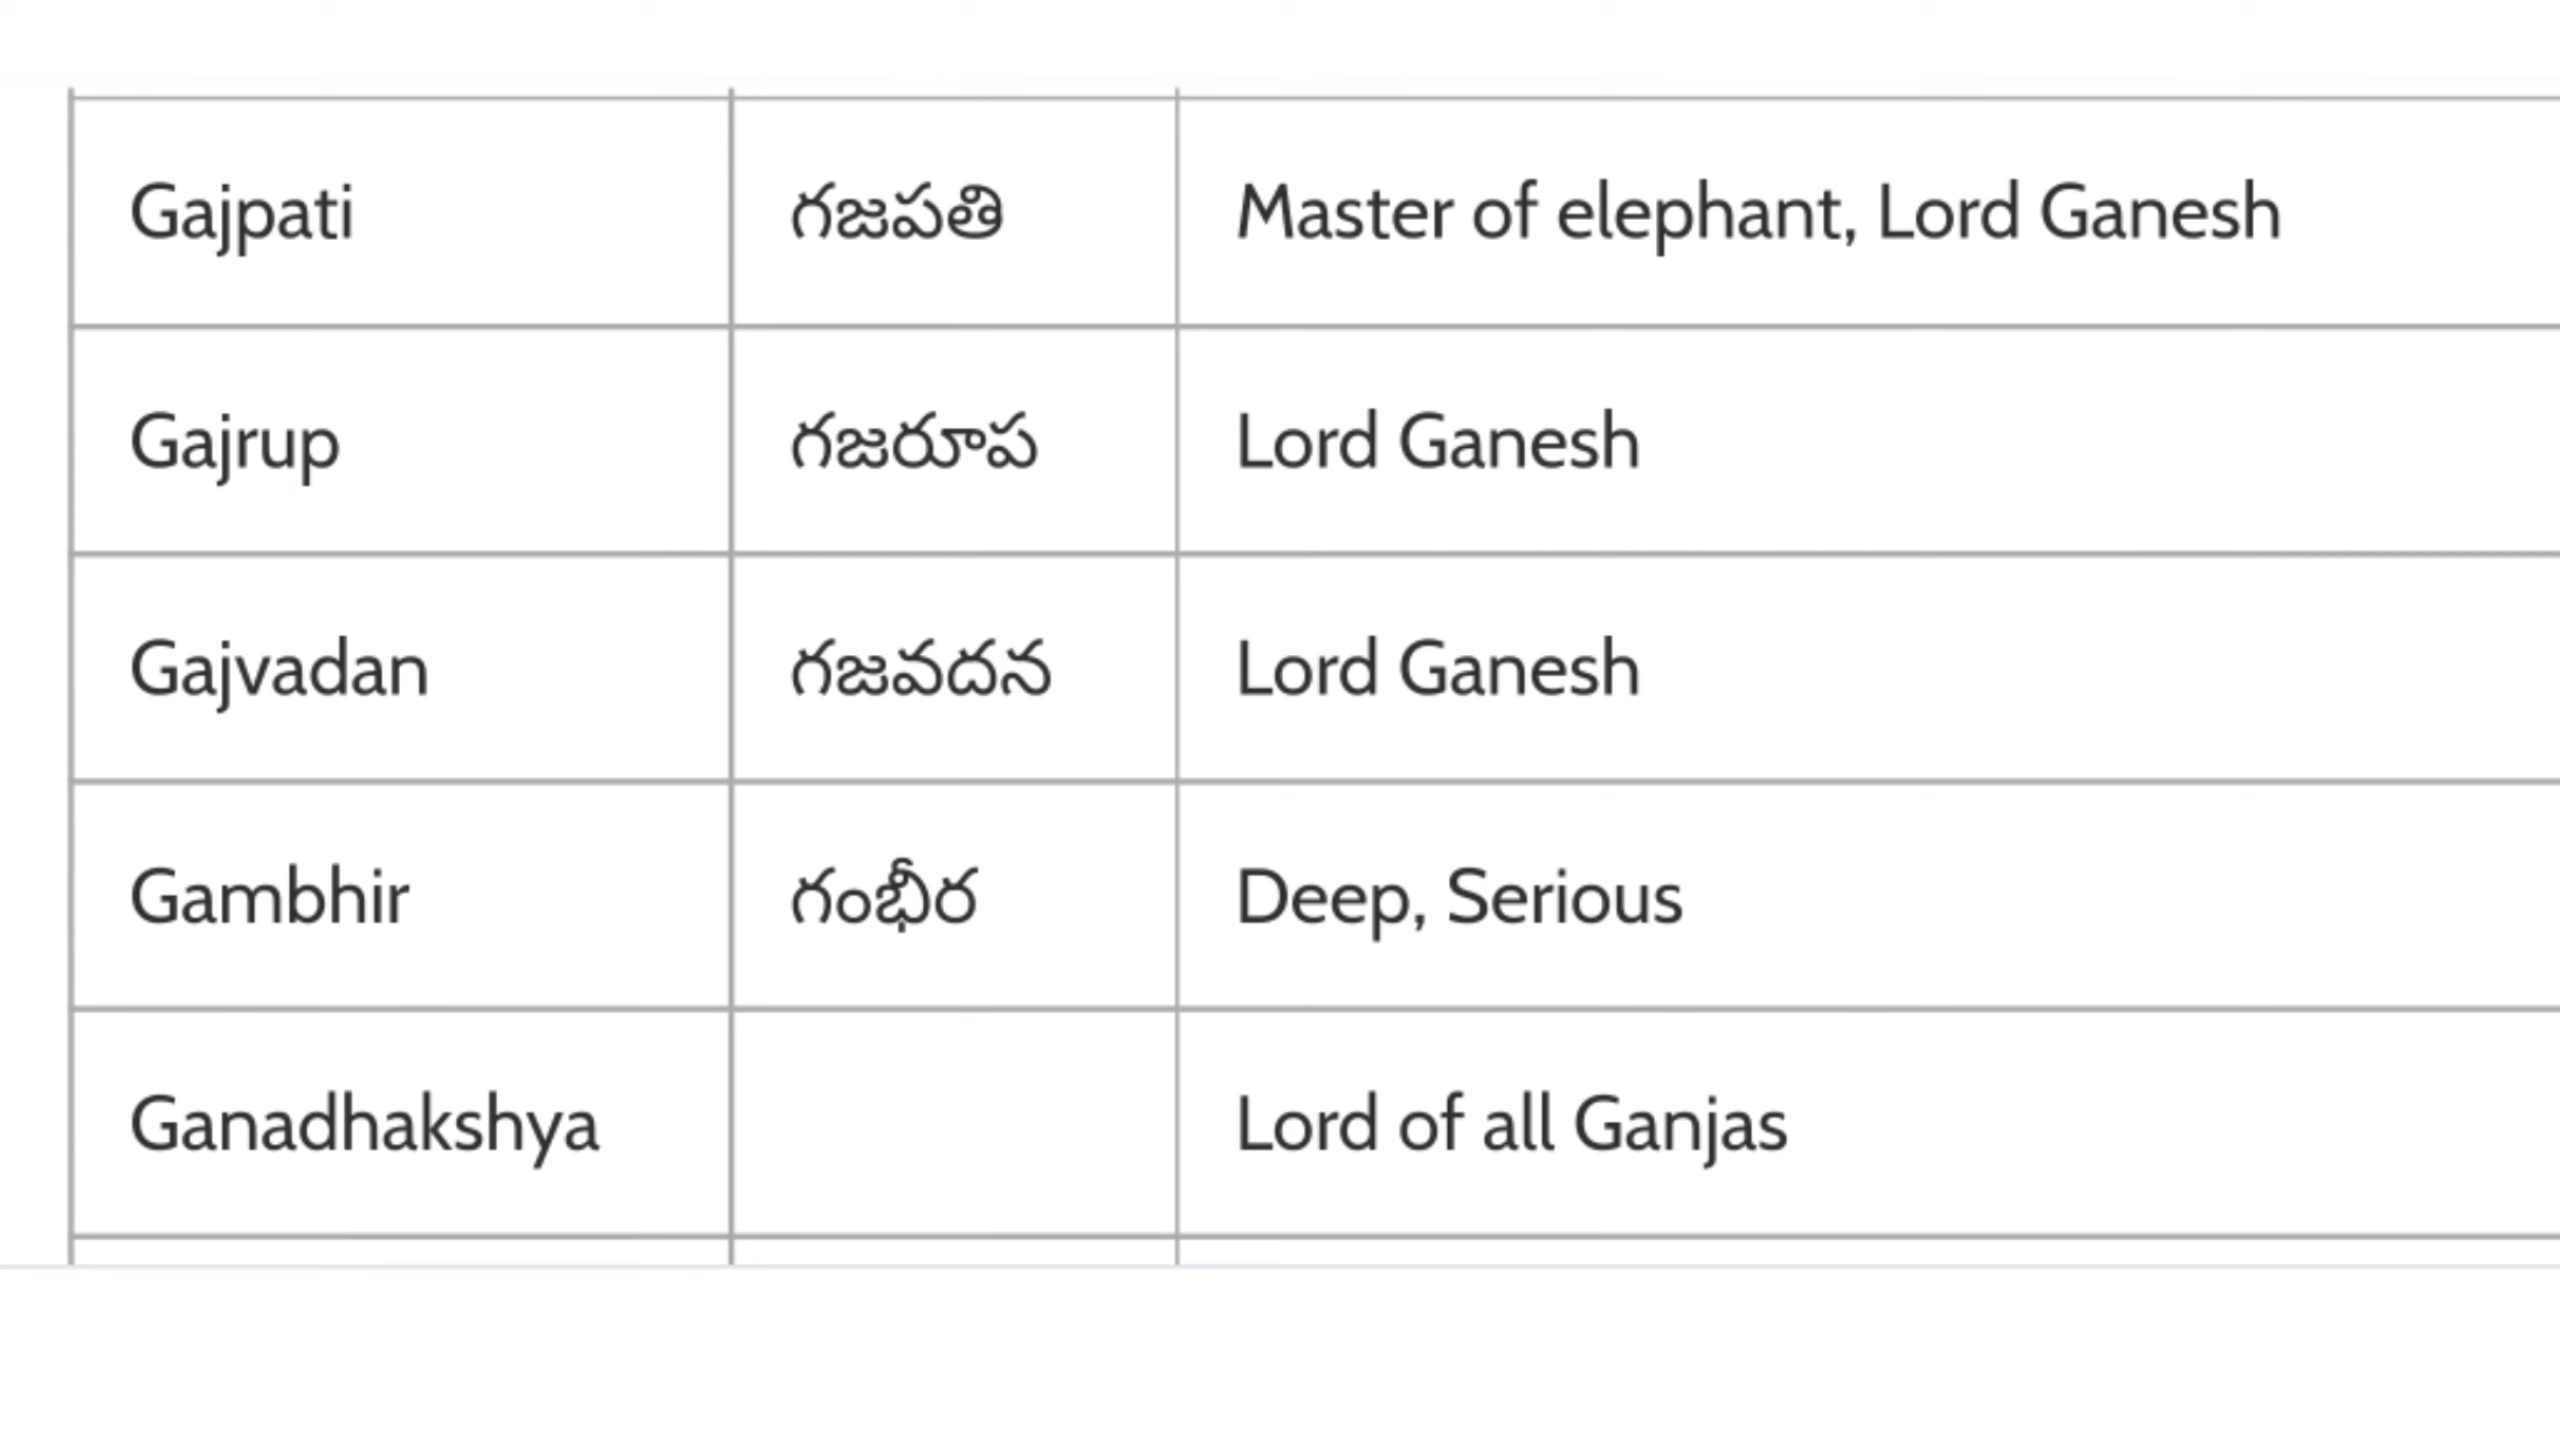 Gajpati గజపతి Master of elephant, Lord Ganesh
Gajrup గజరూప Lord Ganesh
Gajvadan గజవదన Lord Ganesh
Gambhir గంభీర Deep, Serious
Ganadhakshya Lord of all Ganjas